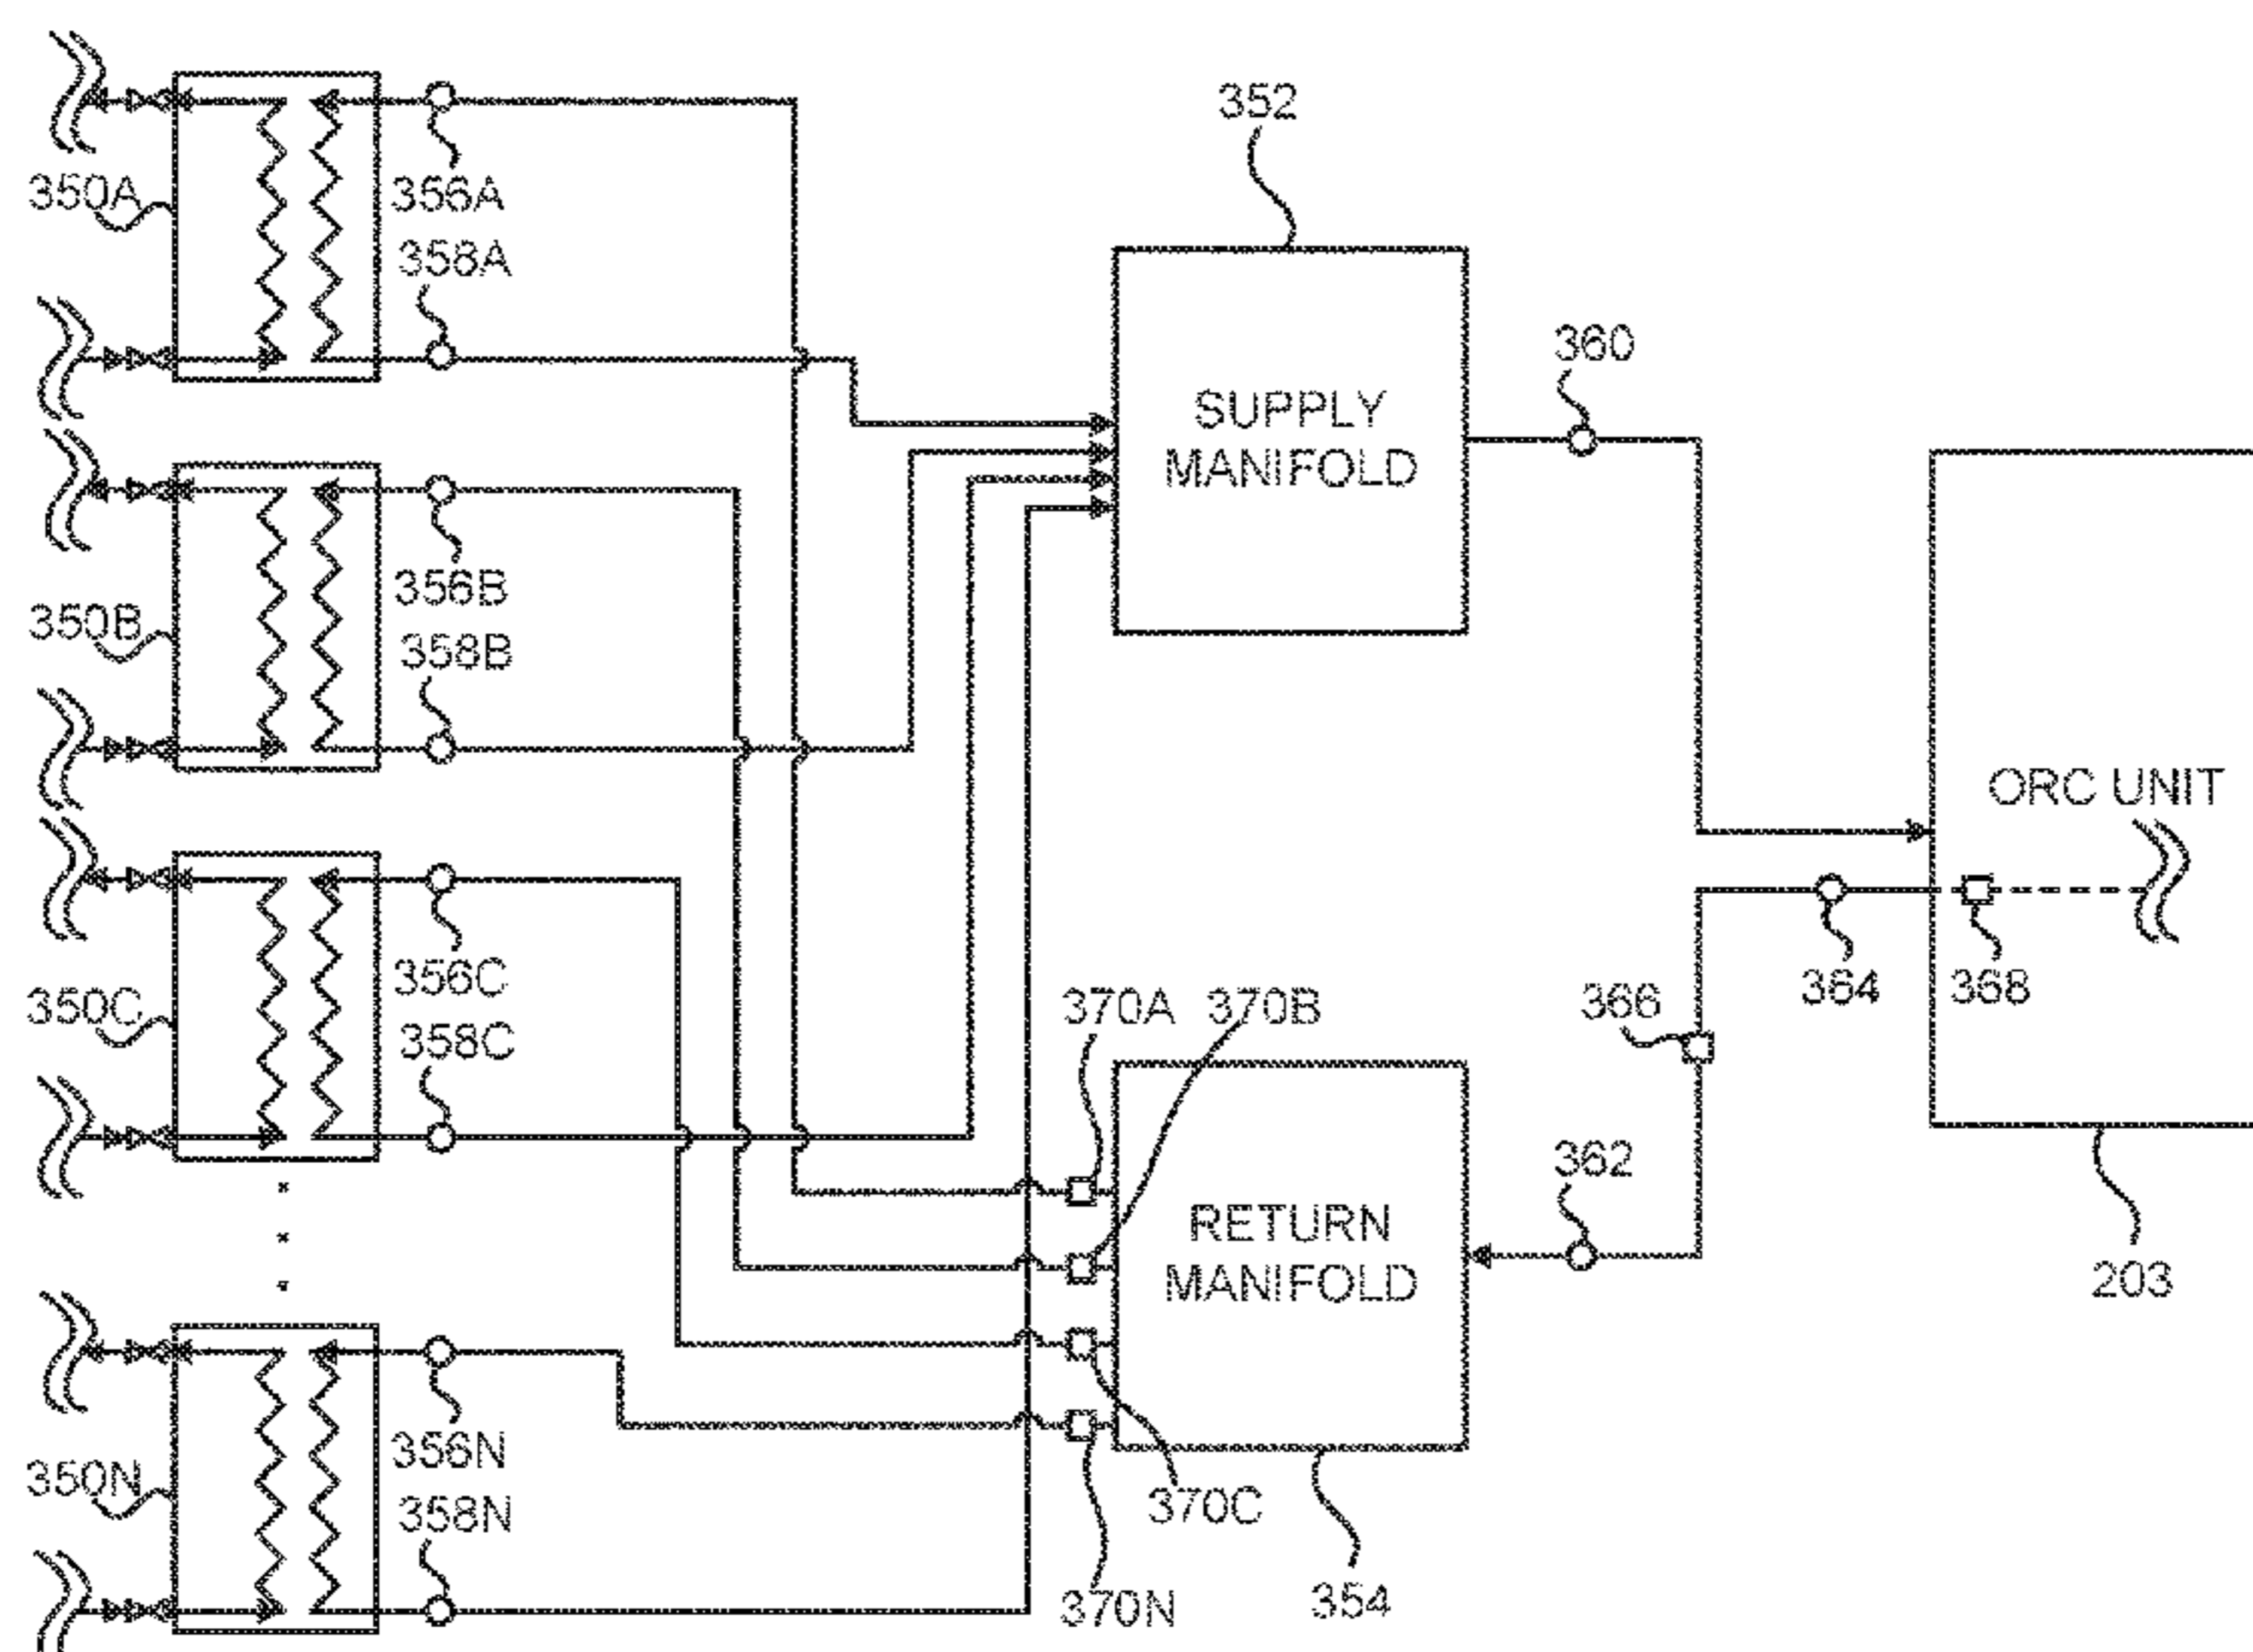 352
350A
356A
358A
360
SUPPLY
MANIFOLD
350B
356B
358B
ORC UNIT
350C
356C
358C
370A 370B
366
364
368
362
RETURN
MANIFOLD
203
350N
356N
358N
370C
370N
354